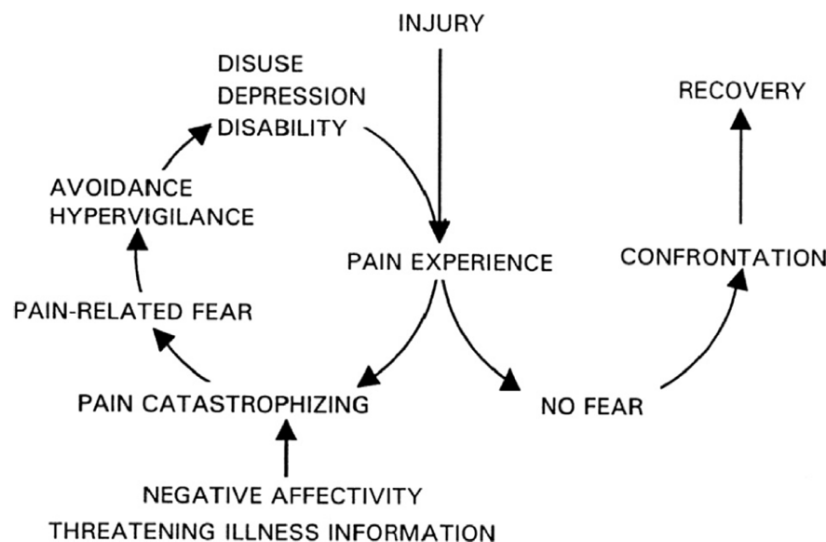 INJURY
DISUSE
DEPRESSION
DISABILITY
RECOVERY
AVOIDANCE
HYPERVIGILANCE
PAIN EXPERIENCE
CONFRONTATION
PAIN-RELATED FEAR
PAIN CATASTROPHIZING
NO FEAR
NEGATIVE AFFECTIVITY
THREATENING ILLNESS INFORMATION